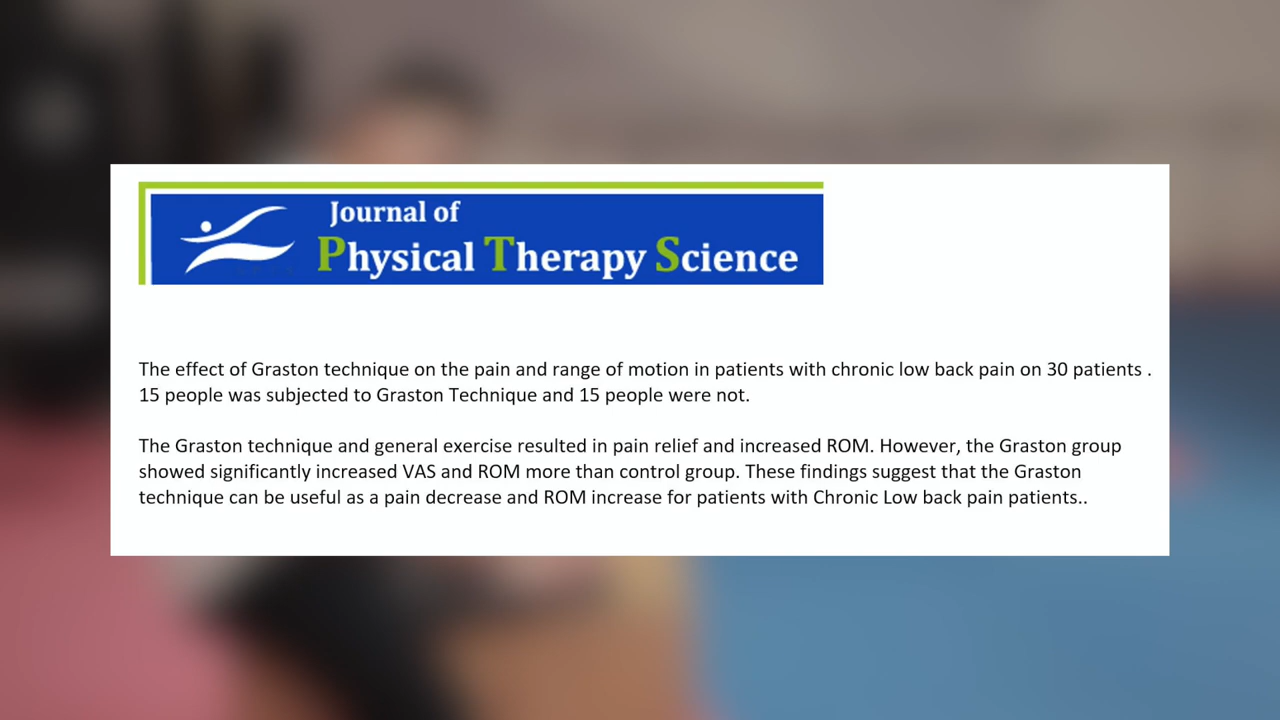 Journal of
Physical Therapy Science
The effect of Graston technique on the pain and range of motion in patients with chronic low back pain on 30 patients .
15 people was subjected to Graston Technique and 15 people were not.
The Graston technique and general exercise resulted in pain relief and increased ROM. However, the Graston group
showed significantly increased VAS and ROM more than control group. These findings suggest that the Graston
technique can be useful as a pain decrease and ROM increase for patients with Chronic Low back pain patients..